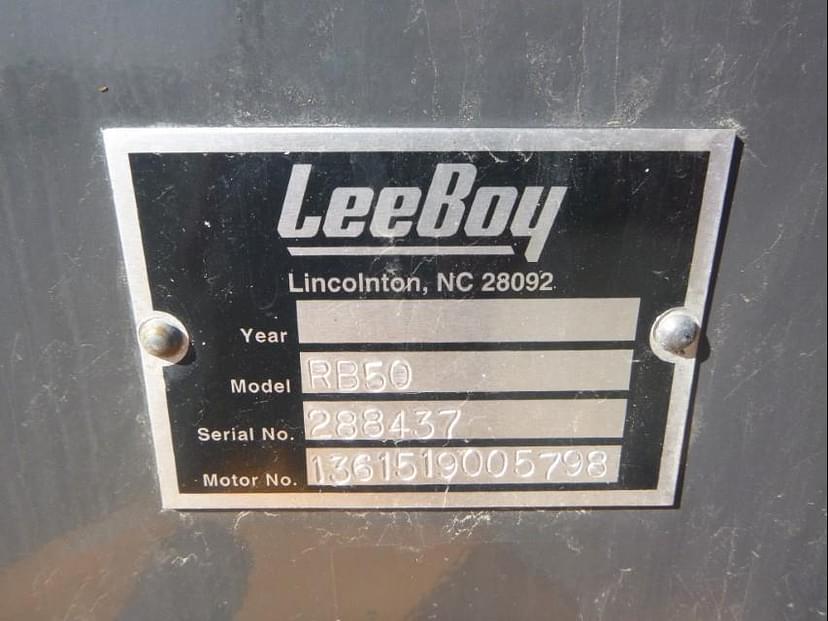 LeeBoy
Lincolnton, NC 28092
Year
Model RB50
Serial No. 288437
Motor No. 1361519005798